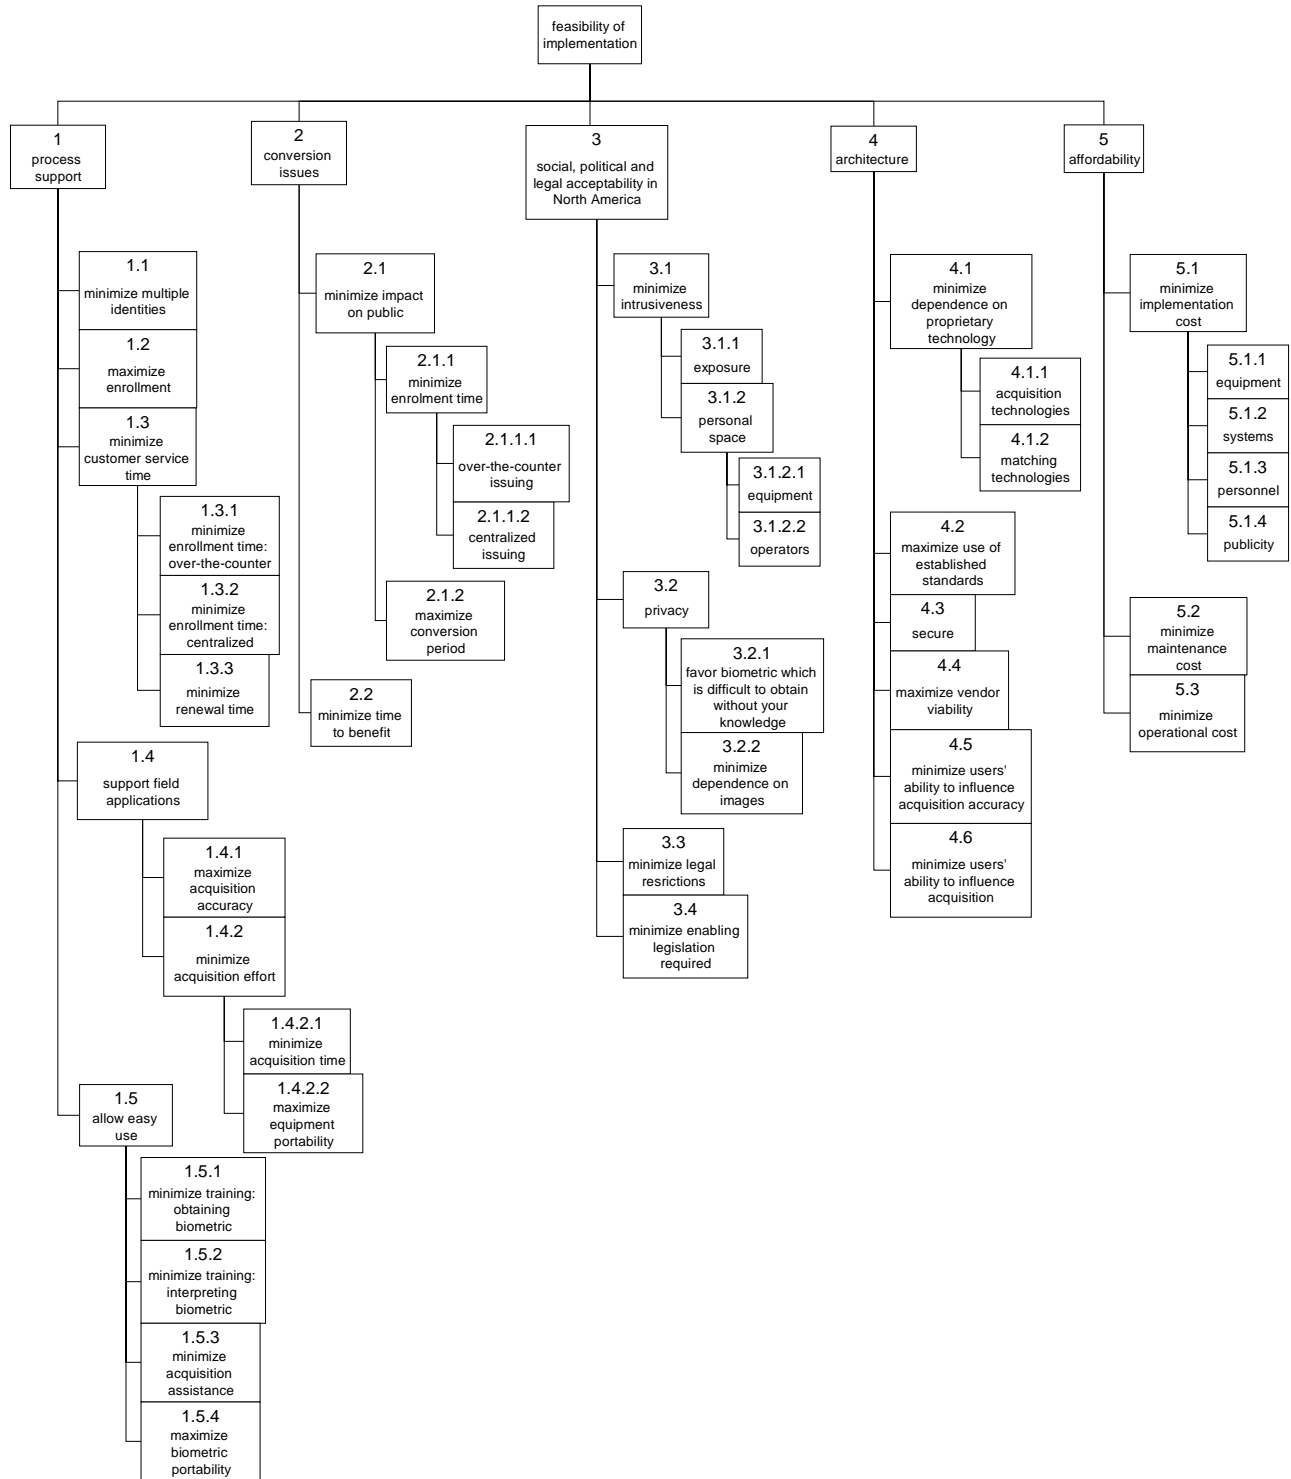 feasibility of
implementation
1
process
support
2
conversion
issues
3
social, political and
legal acceptability in
North America
4
architecture
5
affordability
1.1
minimize multiple
identities
1.2
maximize
enrollment
1.3
minimize
customer service
time
1.3.1
minimize
enrollment time:
over-the-counter
1.3.2
minimize
enrollment time:
centralized
1.3.3
minimize
renewal time
1.4
support field
applications
1.4.1
maximize
acquisition
accuracy
1.4.2
minimize
acquisition effort
1.4.2.1
minimize
acquisition time
1.4.2.2
maximize
equipment
portability
1.5
allow easy
use
1.5.1
minimize training:
obtaining
biometric
1.5.2
minimize training:
interpreting
biometric
1.5.3
minimize
acquisition
assistance
1.5.4
maximize
biometric
portability
2.1
minimize impact
on public
2.1.1
minimize
enrolment time
2.1.1.1
over-the-counter
issuing
2.1.1.2
centralized
issuing
2.1.2
maximize
conversion
period
2.2
minimize time
to benefit
3.1
minimize
intrusiveness
3.1.1
exposure
3.1.2
personal
space
3.1.2.1
equipment
3.1.2.2
operators
3.2
privacy
3.2.1
favor biometric which
is difficult to obtain
without your
knowledge
3.2.2
minimize
dependence on
images
3.3
minimize legal
resrictions
3.4
minimize enabling
legislation
required
4.1
minimize
dependence on
proprietary
technology
4.1.1
acquisition
technologies
4.1.2
matching
technologies
4.2
maximize use of
established
standards
4.3
secure
4.4
maximize vendor
viability
4.5
minimize users'
ability to influence
acquisition accuracy
4.6
minimize users'
ability to influence
acquisition
5.1
minimize
implementation
cost
5.1.1
equipment
5.1.2
systems
5.1.3
personnel
5.1.4
publicity
5.2
minimize
maintenance
cost
5.3
minimize
operational cost